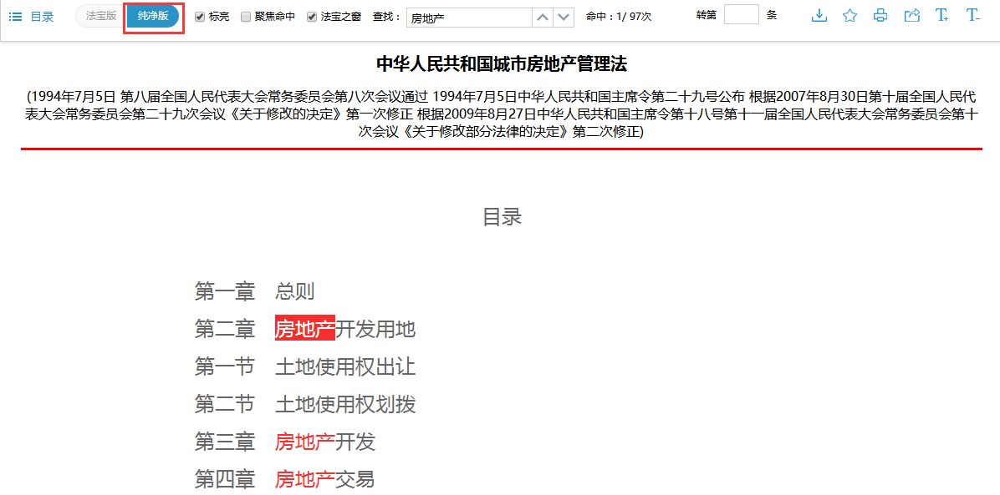 目录 法宝版 纯净版 标亮 聚焦命中 法宝之窗 查找： 房地产 命中：1/ 97次 转第 条 T+ T-
中华人民共和国城市房地产管理法
(1994年7月5日 第八届全国人民代表大会常务委员会第八次会议通过 1994年7月5日中华人民共和国主席令第二十九号公布 根据2007年8月30日第十届全国人民代
表大会常务委员会第二十九次会议《关于修改的决定》第一次修正 根据2009年8月27日中华人民共和国主席令第十八号第十一届全国人民代表大会常务委员会第十
次会议《关于修改部分法律的决定》第二次修正)
目录
第一章 总则
第二章 房地产开发用地
第一节 土地使用权出让
第二节 土地使用权划拨
第三章 房地产开发
第四章 房地产交易